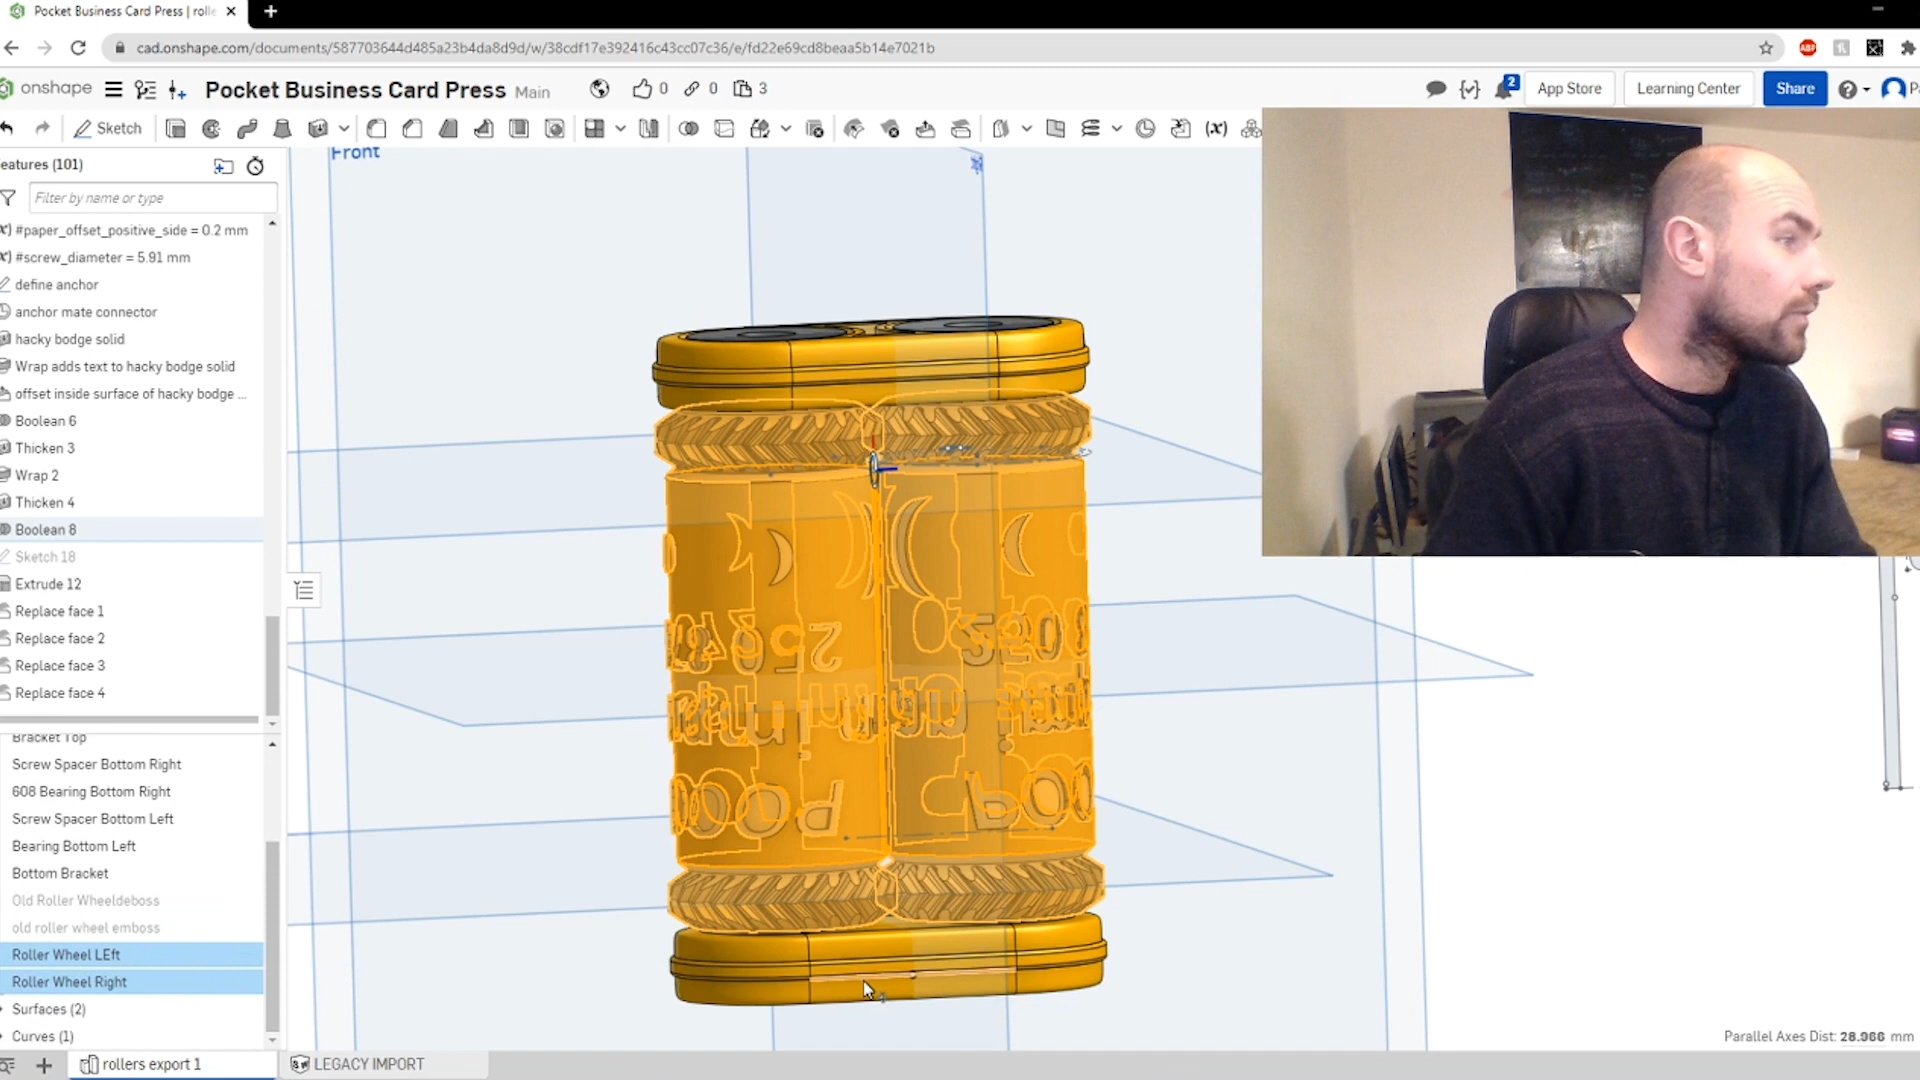 Pocket Business Card Press | rolle
cad.onshape.com/documents/587703644d485a23b4da8d9d/w/38cdf17e392416c43cc07c36/e/fd22e69cd8beaa5b14e7021b
ABP
onshape
Pocket Business Card Press Main
0
0
3
2
App Store
Learning Center
Share
Sketch
(x)
eatures (101)
Filter by name or type
#paper_offset_positive_side = 0.2 mm
#screw_diameter = 5.91 mm
define anchor
anchor mate connector
hacky bodge solid
Wrap adds text to hacky bodge solid
offset inside surface of hacky bodge ...
Boolean 6
Thicken 3
Wrap 2
Thicken 4
Boolean 8
Sketch 18
Extrude 12
Replace face 1
Replace face 2
Replace face 3
Replace face 4
Bracket Top
Screw Spacer Bottom Right
608 Bearing Bottom Right
Screw Spacer Bottom Left
Bearing Bottom Left
Bottom Bracket
Old Roller Wheeldeboss
old roller wheel emboss
Roller Wheel LEft
Roller Wheel Right
Surfaces (2)
Curves (1)
Front
Parallel Axes Dist: 28.966 mm
rollers export 1
LEGACY IMPORT